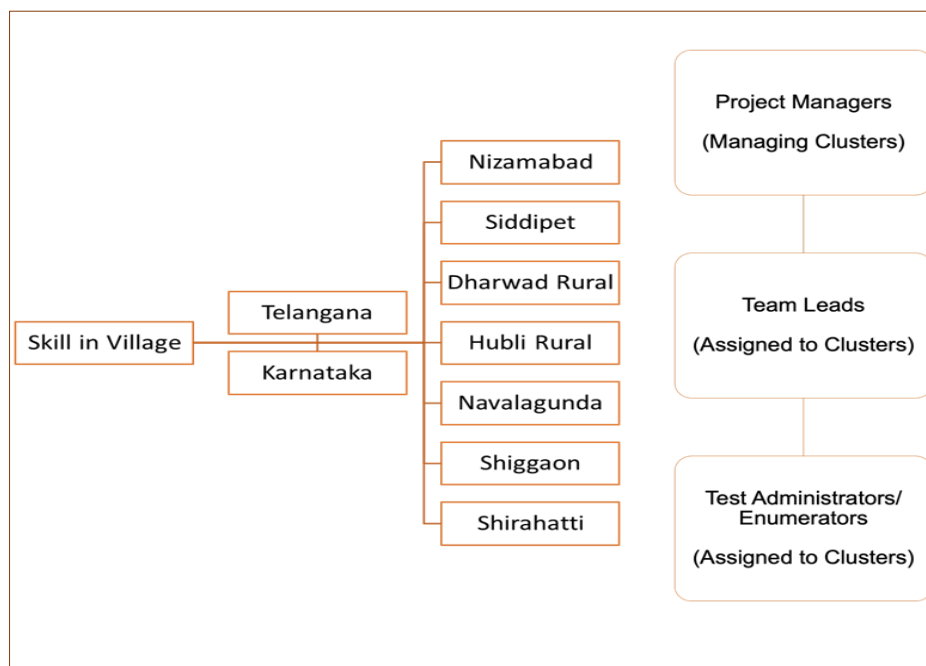 Skill in Village
Telangana
Karnataka
Nizamabad
Siddipet
Dharwad Rural
Hubli Rural
Navalagunda
Shiggaon
Shirahatti
Project Managers
(Managing Clusters)
Team Leads
(Assigned to Clusters)
Test Administrators/
Enumerators
(Assigned to Clusters)